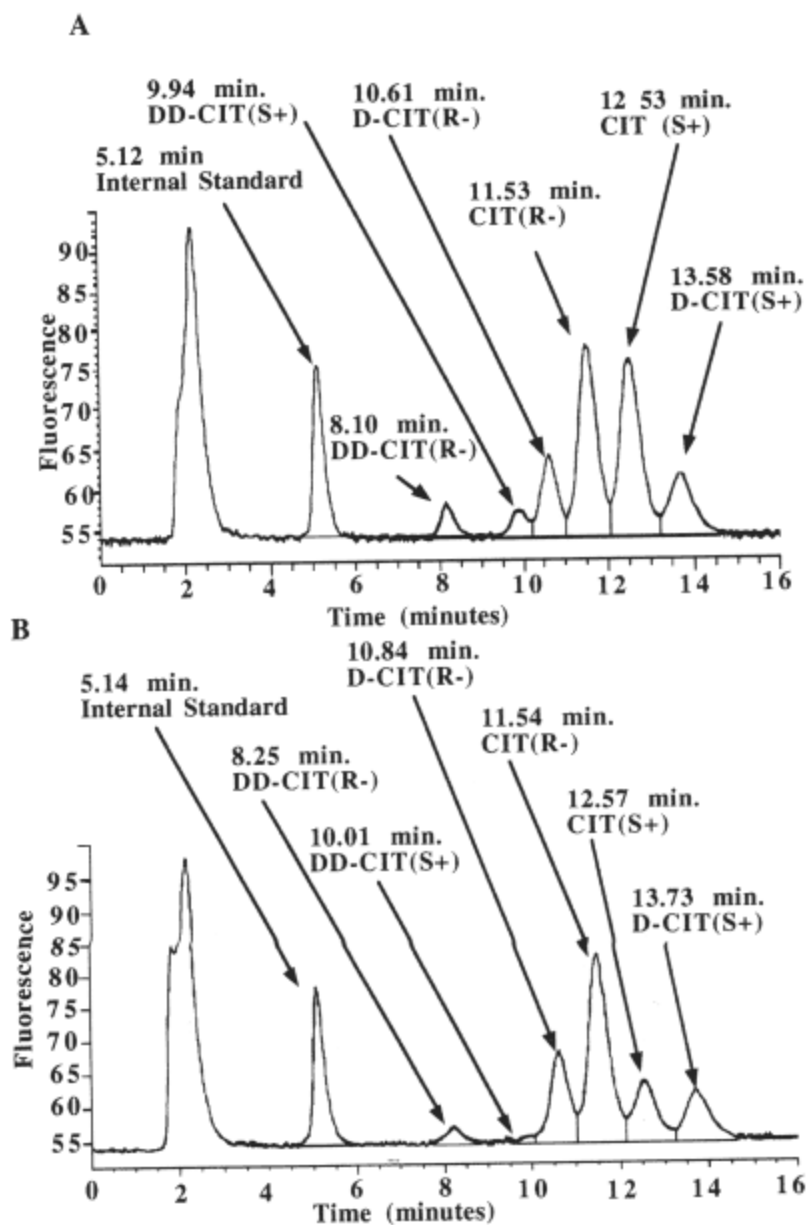 A
9.94 min.
DD-CIT(S+)
10.61 min.
D-CIT(R-)
12 53 min.
CIT (S+)
5.12 min
Internal Standard
11.53 min.
CIT(R-)
13.58 min.
D-CIT(S+)
8.10 min.
DD-CIT(R-)
Fluorescence
90
85
80
75
70
65
60
55
0 2 4 6 8 10 12 14 16
Time (minutes)
B
10.84 min.
D-CIT(R-)
5.14 min.
Internal Standard
11.54 min.
CIT(R-)
8.25 min.
DD-CIT(R-)
12.57 min.
CIT(S+)
10.01 min.
DD-CIT(S+)
13.73 min.
D-CIT(S+)
Fluorescence
95
90
85
80
75
70
65
60
55
0 2 4 6 8 10 12 14 16
Time (minutes)